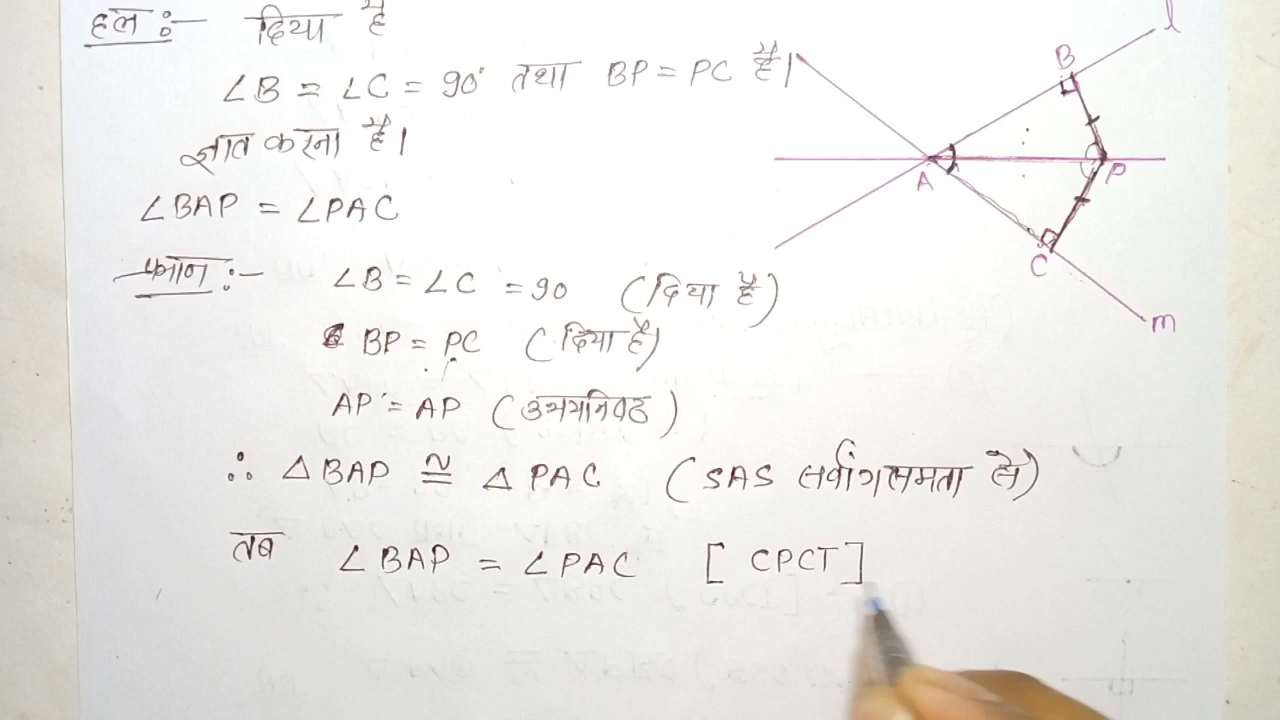 हल :- दिया है
∠B = ∠C = 90° तथा BP = PC है।
ज्ञात करना है।
∠BAP = ∠PAC
प्रमाण :- ∠B = ∠C = 90 (दिया है)
BP = PC (दिया है)
AP = AP (उभयनिष्ठ)
∴ △BAP ≅ △PAC (SAS सर्वांगसमता से)
तब ∠BAP = ∠PAC [CPCT]
l
B
A
P
C
m